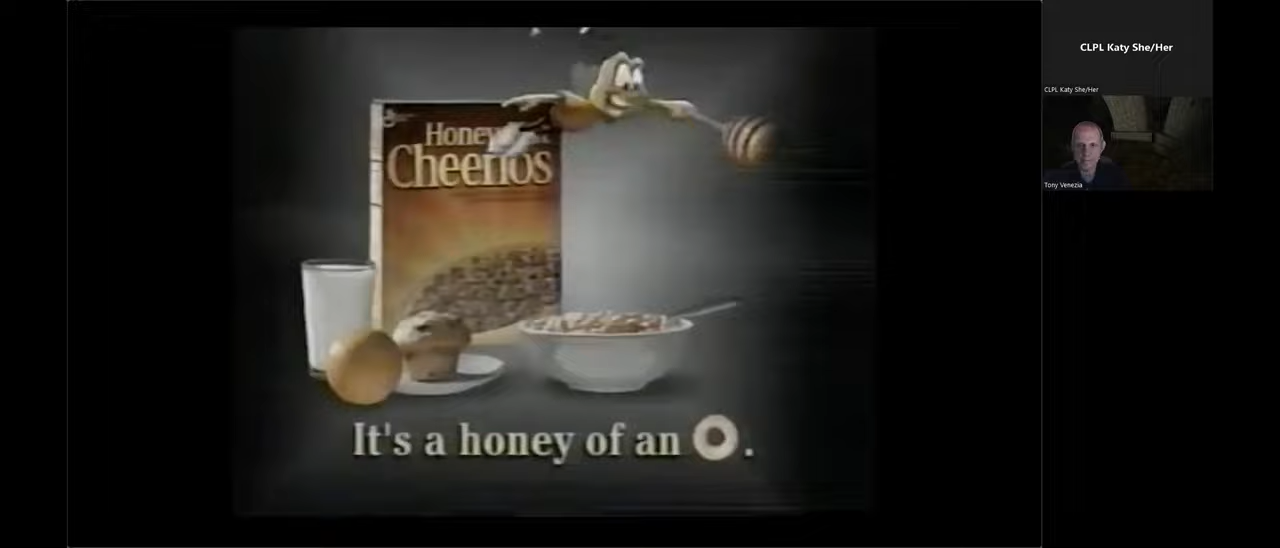 Honey
Cheerios
It's a honey of an O.
CLPL Katy She/Her
CLPL Katy She/Her
Tony Venezia